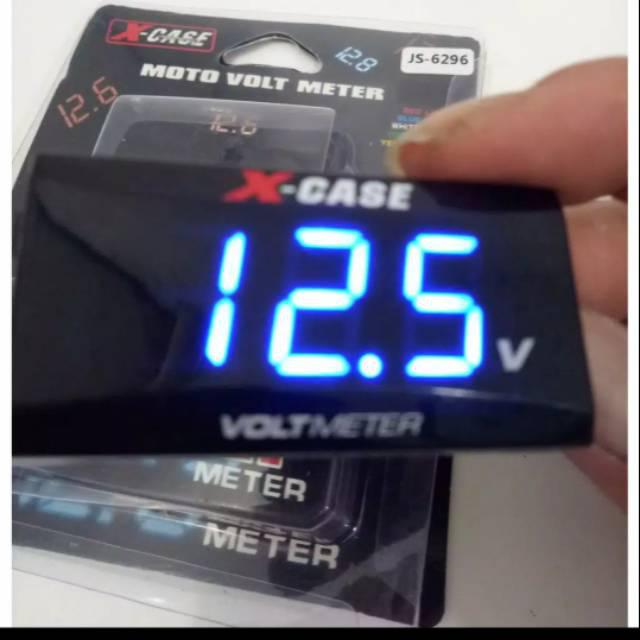 X-CASE
12.8
JS-6296
MOTO VOLT METER
12.6
12.6
X-CASE
12.5
V
VOLTMETER
METER
METER